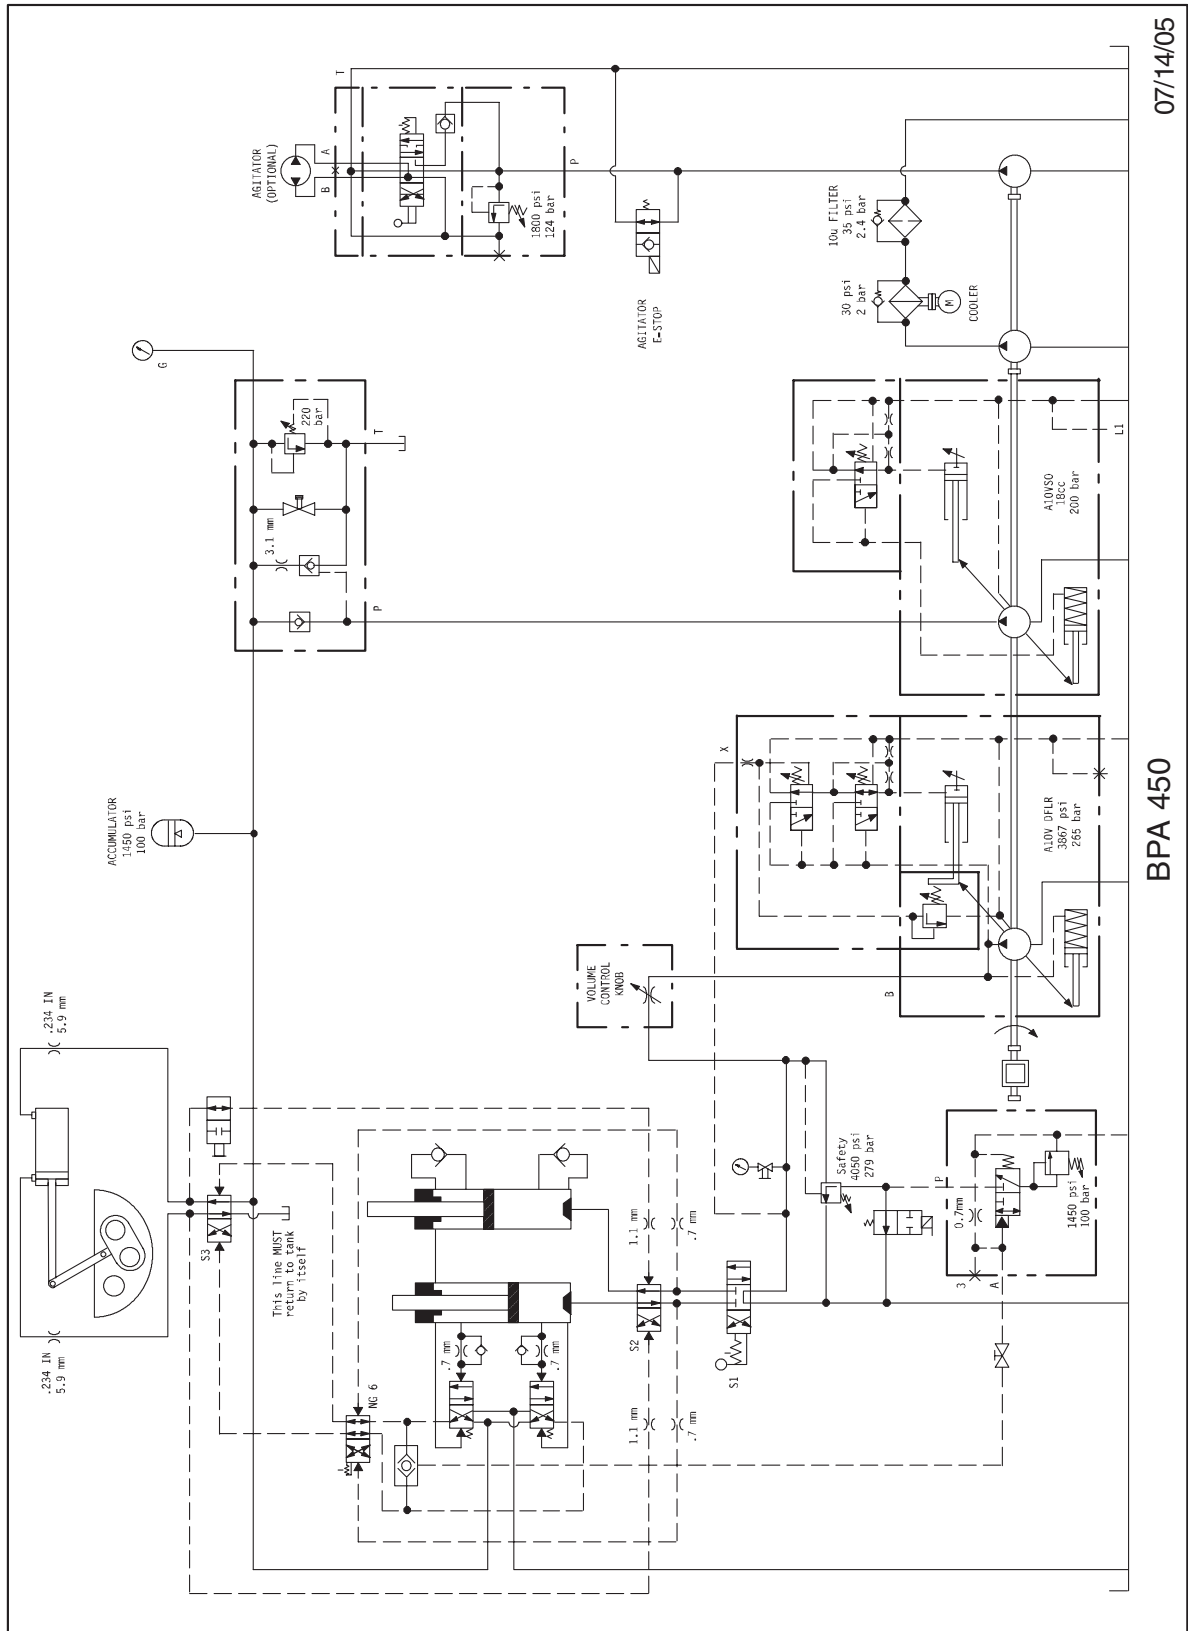 07/14/05
BPA 450
AGITATOR
(OPTIONAL)
B
A
T
P
1800 psi
124 bar
AGITATOR
E-STOP
10u FILTER
35 psi
2.4 bar
30 psi
2 bar
M
COOLER
G
220
bar
3.1 mm
T
P
A10VSO
18cc
200 bar
L1
ACCUMULATOR
1450 psi
100 bar
X
A10V DFLR
3867 psi
265 bar
B
VOLUME
CONTROL
KNOB
.234 IN
5.9 mm
.234 IN
5.9 mm
S3
This line MUST
return to tank
by itself
NG 6
.7 mm
.7 mm
1.1 mm
.7 mm
1.1 mm
.7 mm
S2
S1
Safety
4050 psi
279 bar
P
0.7mm
3
A
1450 psi
100 bar